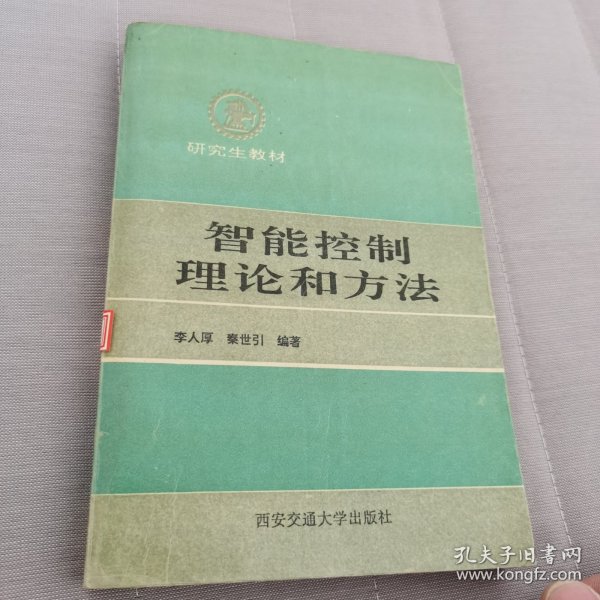 研究生教材
智能控制
理论和方法
李人厚 秦世引 编著
西安交通大学出版社
孔夫子旧书网
www.kongfz.com